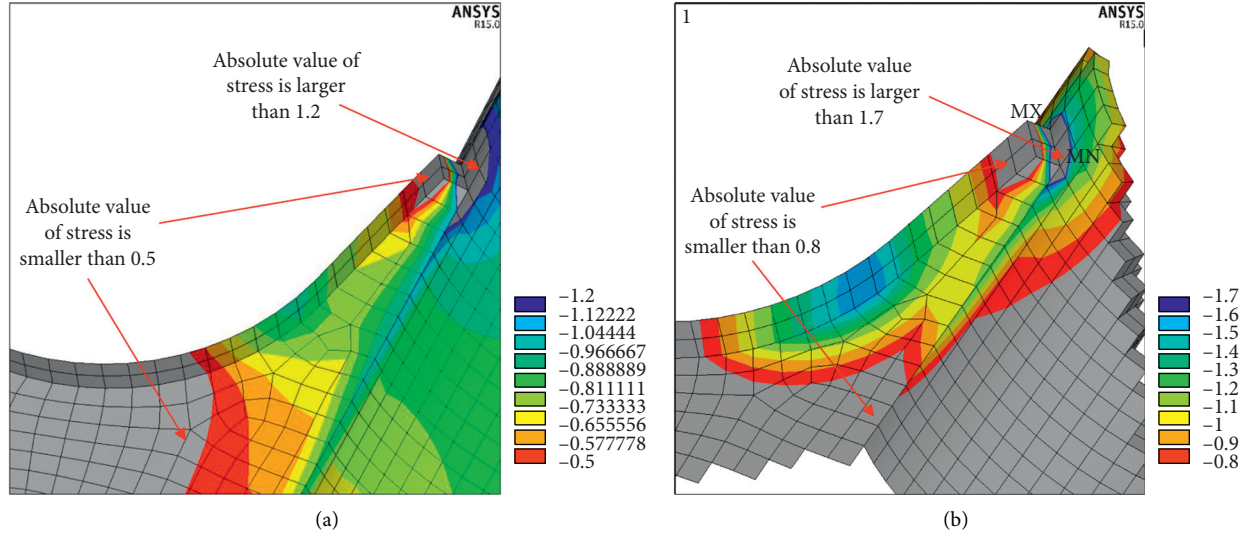 ANSYS
R15.0
Absolute value of
stress is larger
than 1.2
Absolute value
of stress is
smaller than 0.5
–1.2
–1.12222
–1.04444
–0.966667
–0.888889
–0.811111
–0.733333
–0.655556
–0.577778
–0.5
(a)
1
ANSYS
R15.0
Absolute value
of stress is larger
than 1.7
MX
MN
Absolute value
of stress is
smaller than 0.8
–1.7
–1.6
–1.5
–1.4
–1.3
–1.2
–1.1
–1
–0.9
–0.8
(b)